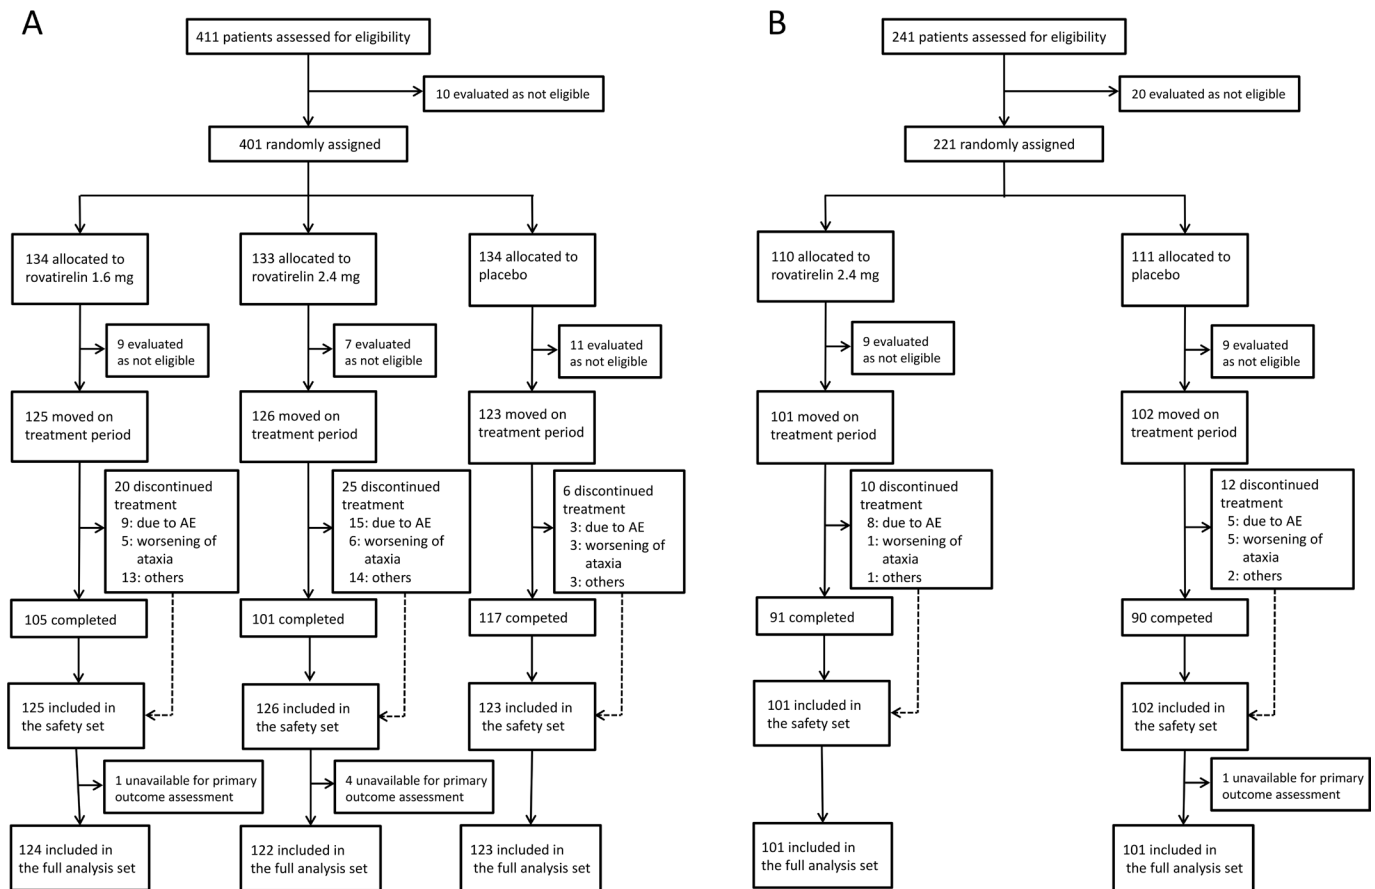 A
411 patients assessed for eligibility
10 evaluated as not eligible
401 randomly assigned
134 allocated to
rovatirelin 1.6 mg
133 allocated to
rovatirelin 2.4 mg
134 allocated to
placebo
9 evaluated
as not eligible
7 evaluated
as not eligible
11 evaluated
as not eligible
125 moved on
treatment period
126 moved on
treatment period
123 moved on
treatment period
20 discontinued
treatment
9: due to AE
5: worsening of
ataxia
13: others
25 discontinued
treatment
15: due to AE
6: worsening of
ataxia
14: others
6 discontinued
treatment
3: due to AE
3: worsening of
ataxia
3: others
105 completed
101 completed
117 competed
125 included in
the safety set
126 included in
the safety set
123 included in
the safety set
1 unavailable for primary
outcome assessment
4 unavailable for primary
outcome assessment
124 included in
the full analysis set
122 included in
the full analysis set
123 included in
the full analysis set
B
241 patients assessed for eligibility
20 evaluated as not eligible
221 randomly assigned
110 allocated to
rovatirelin 2.4 mg
111 allocated to
placebo
9 evaluated
as not eligible
9 evaluated
as not eligible
101 moved on
treatment period
102 moved on
treatment period
10 discontinued
treatment
8: due to AE
1: worsening of
ataxia
1: others
12 discontinued
treatment
5: due to AE
5: worsening of
ataxia
2: others
91 completed
90 competed
101 included in
the safety set
102 included in
the safety set
1 unavailable for primary
outcome assessment
101 included in
the full analysis set
101 included in
the full analysis set